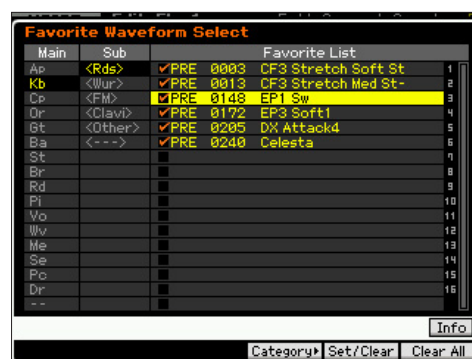 Favorite Waveform Select
Main Sub Favorite List
Ap <Rds> PRE 0003 CF3 Stretch Soft St 1
Kb <Wur> PRE 0013 CF3 Stretch Med St- 2
Cp <FM> PRE 0148 EP1 Sw 3
Or <Clavi> PRE 0172 EP3 Soft1 4
Gt <Other> PRE 0205 DX Attack4 5
Ba <---> PRE 0240 Celesta 6
St 7
Br 8
Rd 9
Pi 10
Vo 11
Wv 12
Me 13
Se 14
Pc 15
Dr 16
--
Info
Category Set/Clear Clear All